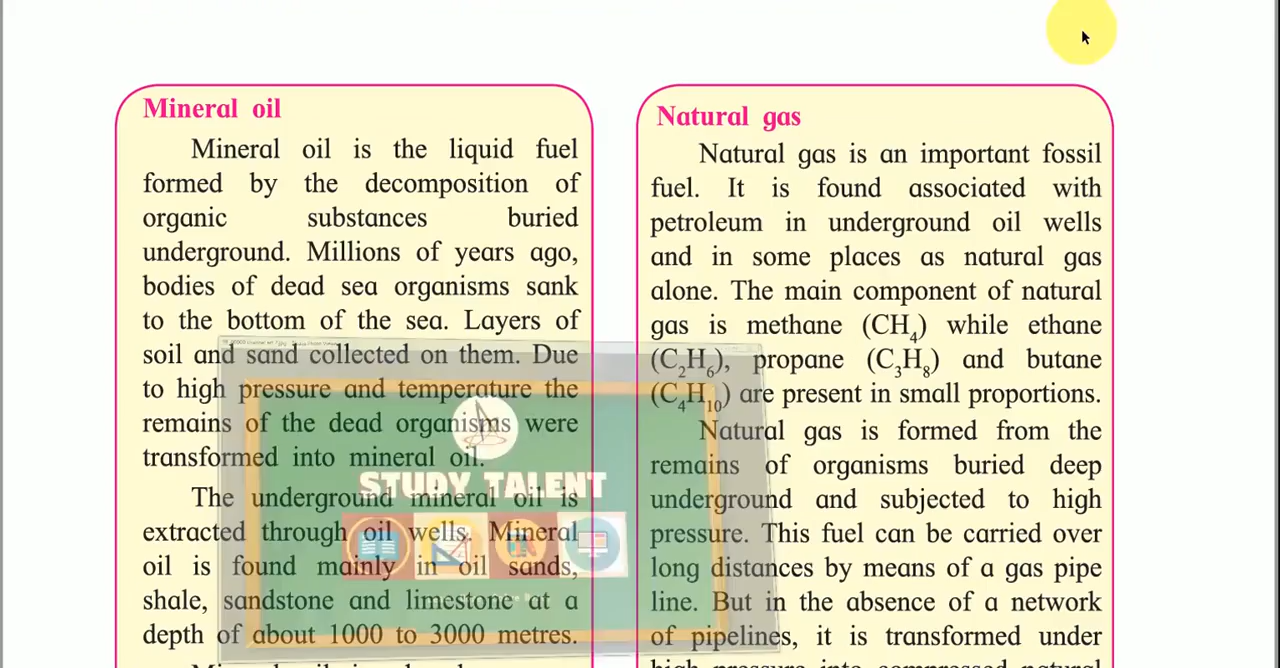 Mineral oil
Mineral oil is the liquid fuel
formed by the decomposition of
organic substances buried
underground. Millions of years ago,
bodies of dead sea organisms sank
to the bottom of the sea. Layers of
soil and sand collected on them. Due
to high pressure and temperature the
remains of the dead organisms were
transformed into mineral oil.
The underground mineral oil is
extracted through oil wells. Mineral
oil is found mainly in oil sands,
shale, sandstone and limestone at a
depth of about 1000 to 3000 metres.
Natural gas
Natural gas is an important fossil
fuel. It is found associated with
petroleum in underground oil wells
and in some places as natural gas
alone. The main component of natural
gas is methane (CH₄) while ethane
(C₂H₆), propane (C₃H₈) and butane
(C₄H₁₀) are present in small proportions.
Natural gas is formed from the
remains of organisms buried deep
underground and subjected to high
pressure. This fuel can be carried over
long distances by means of a gas pipe
line. But in the absence of a network
of pipelines, it is transformed under
high pressure into compressed natural
STUDY TALENT